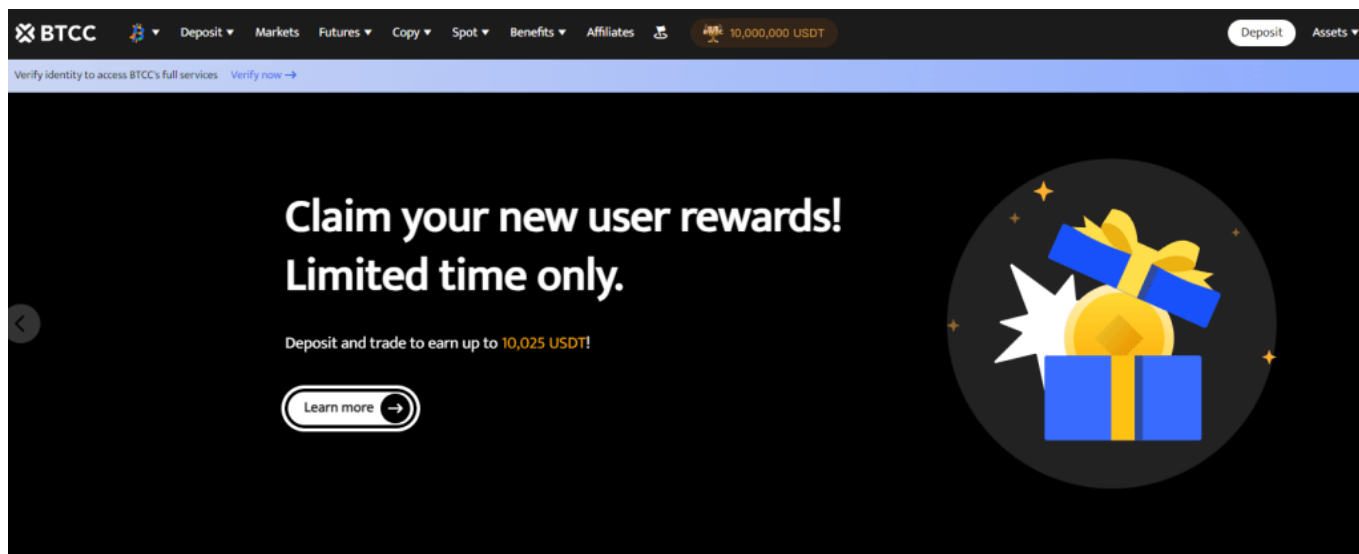 BTCC Deposit Markets Futures Copy Spot Benefits Affiliates 10,000,000 USDT Deposit Assets
Verify identity to access BTCC's full services Verify now →
Claim your new user rewards!
Limited time only.
Deposit and trade to earn up to 10,025 USDT!
Learn more →